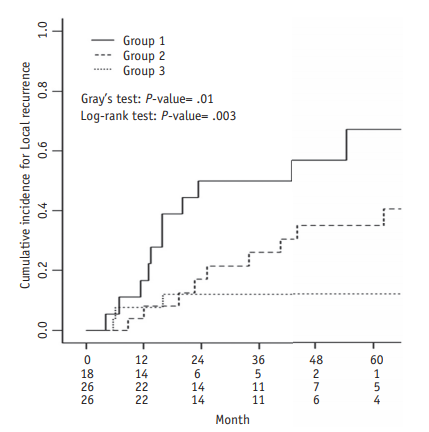 Cumulative incidence for Local recurrence
1.0
0.8
0.6
0.4
0.2
0.0
Group 1
Group 2
Group 3
Gray's test: P-value= .01
Log-rank test: P-value= .003
0 12 24 36 48 60
18 14 6 5 2 1
26 22 14 11 7 5
26 22 14 11 6 4
Month